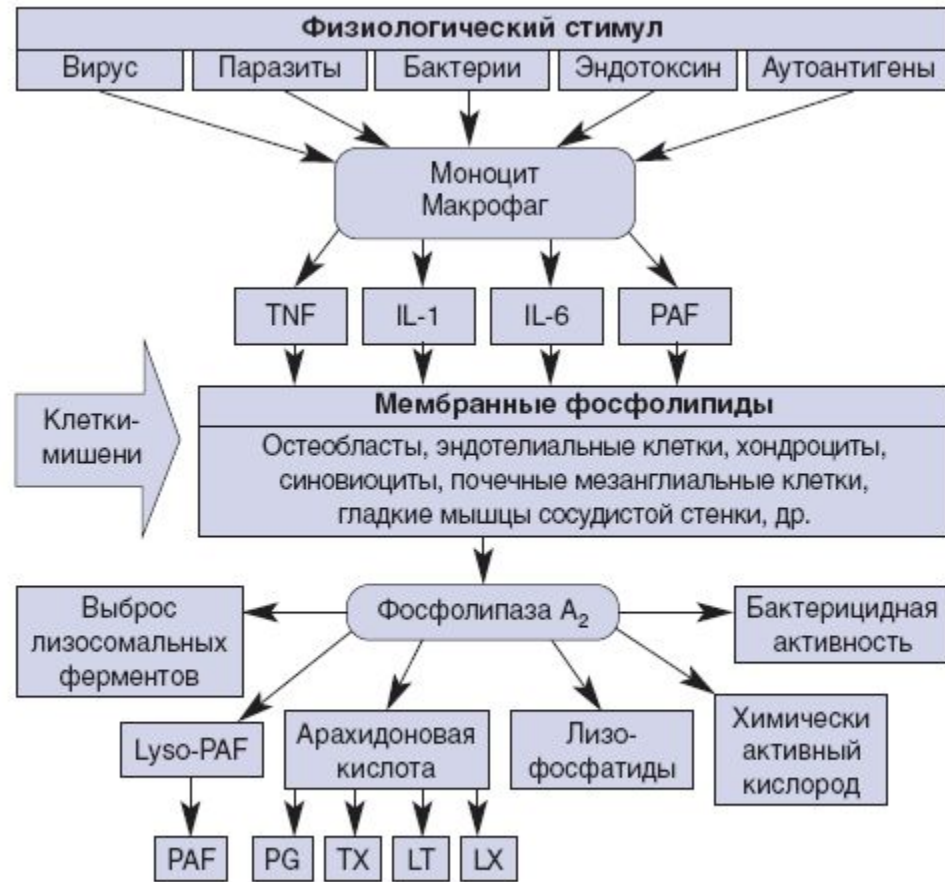 Физиологический стимул
Вирус
Паразиты
Бактерии
Эндотоксин
Аутоантигены
Моноцит
Макрофаг
TNF
IL-1
IL-6
PAF
Клетки-
мишени
Мембранные фосфолипиды
Остеобласты, эндотелиальные клетки, хондроциты,
синовиоциты, почечные мезанглиальные клетки,
гладкие мышцы сосудистой стенки, др.
Фосфолипаза A₂
Выброс
лизосомальных
ферментов
Бактерицидная
активность
Lyso-PAF
Арахидоновая
кислота
Лизо-
фосфатиды
Химически
активный
кислород
PAF
PG
TX
LT
LX